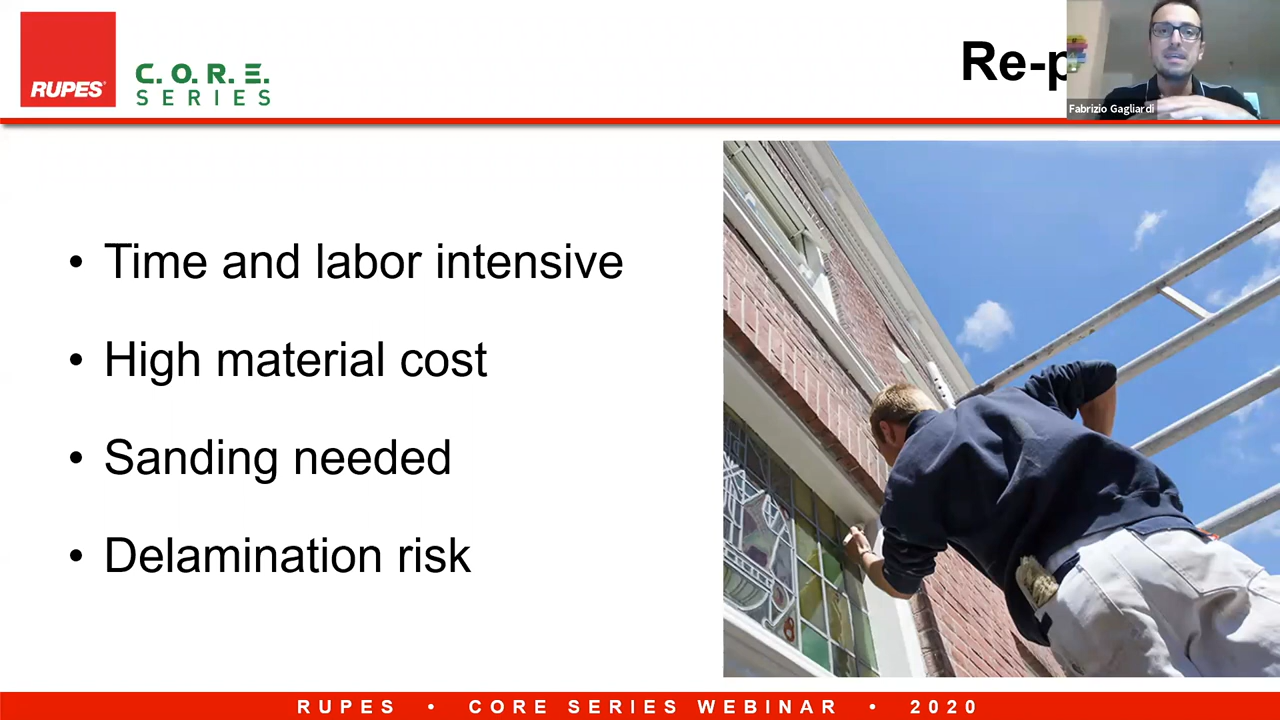 RUPES
C.O.R.E.
SERIES
Re-p
Fabrizio Gagliardi
• Time and labor intensive
• High material cost
• Sanding needed
• Delamination risk
RUPES • CORE SERIES WEBINAR • 2020